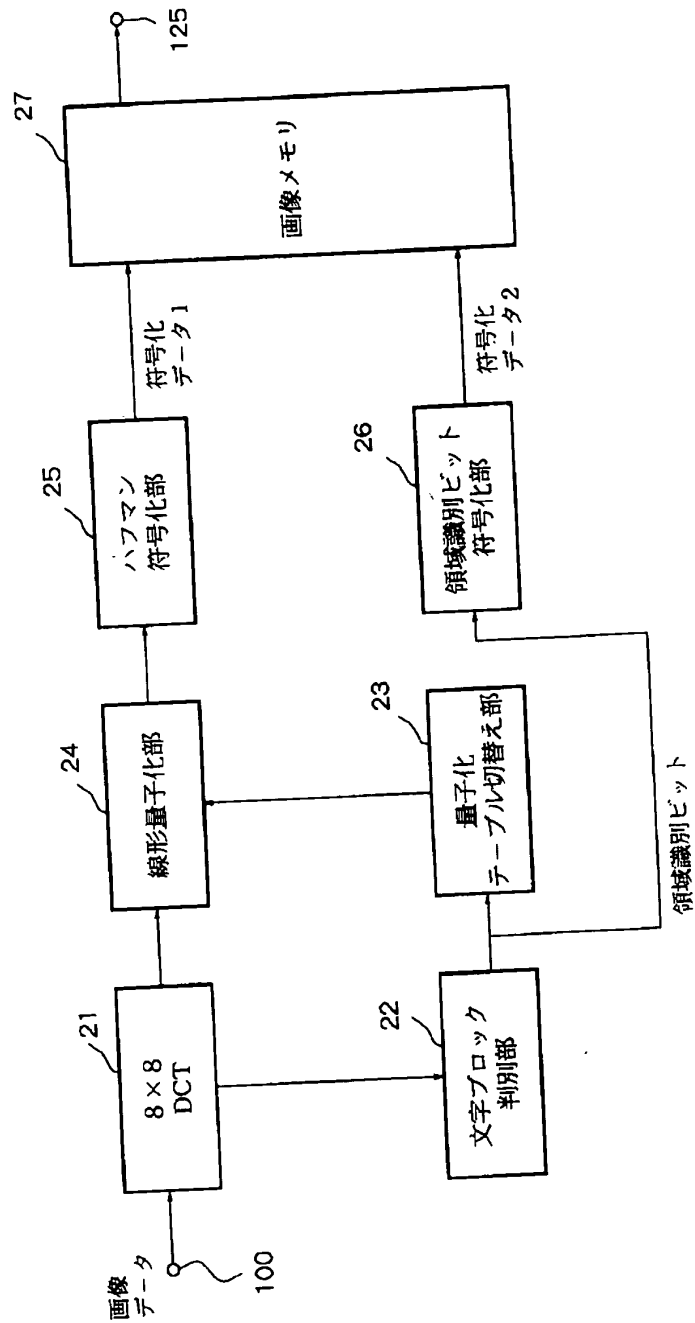 画像
データ
100
8×8
DCT
21
文字ブロック
判別部
22
線形量子化部
24
量子化
テーブル切替え部
23
領域識別ビット
ハフマン
符号化部
25
領域識別ビット
符号化部
26
符号化
データ1
符号化
データ2
画像メモリ
27
125